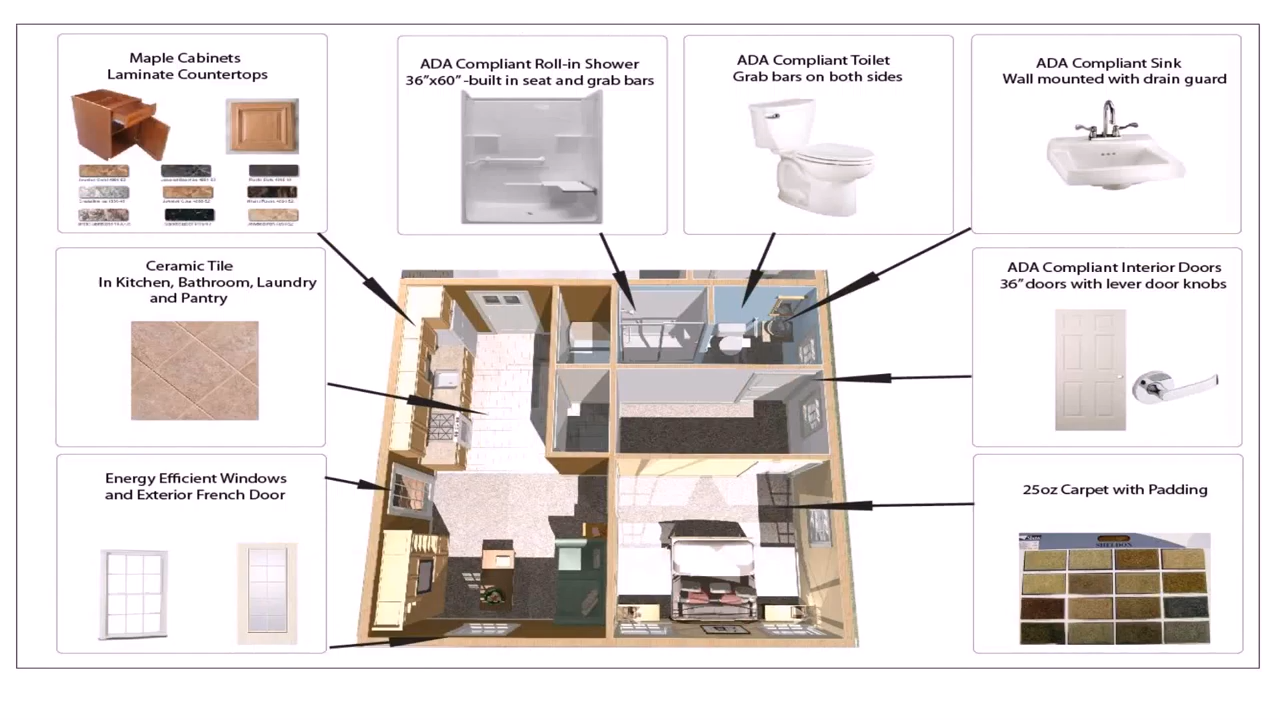 Maple Cabinets
Laminate Countertops
ADA Compliant Roll-in Shower
36”x60” -built in seat and grab bars
ADA Compliant Toilet
Grab bars on both sides
ADA Compliant Sink
Wall mounted with drain guard
Ceramic Tile
In Kitchen, Bathroom, Laundry
and Pantry
ADA Compliant Interior Doors
36” doors with lever door knobs
Energy Efficient Windows
and Exterior French Door
25oz Carpet with Padding
SHELDON